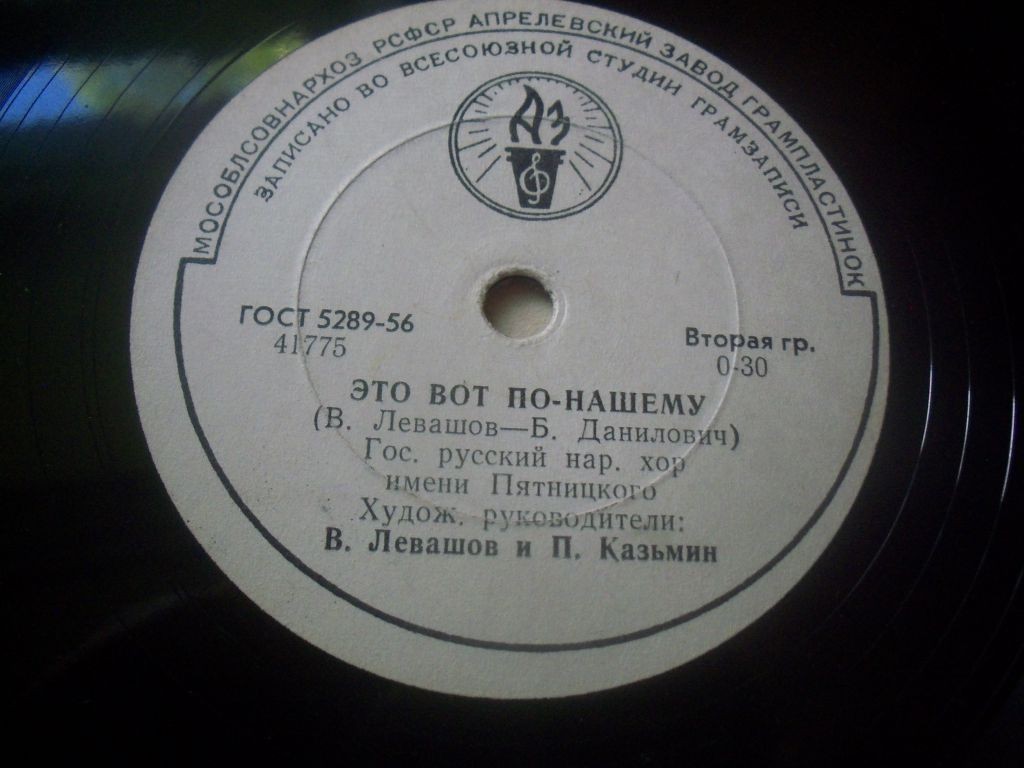 МОСОБЛСОВНАРХОЗ РСФСР АПРЕЛЕВСКИЙ ЗАВОД ГРАМПЛАСТИНОК
ЗАПИСАНО ВО ВСЕСОЮЗНОЙ СТУДИИ ГРАМЗАПИСИ
АЗ
ГОСТ 5289-56
41775
Вторая гр.
0-30
ЭТО ВОТ ПО-НАШЕМУ
(В. Левашов—Б. Данилович)
Гос. русский нар. хор
имени Пятницкого
Худож. руководители:
В. Левашов и П. Казьмин